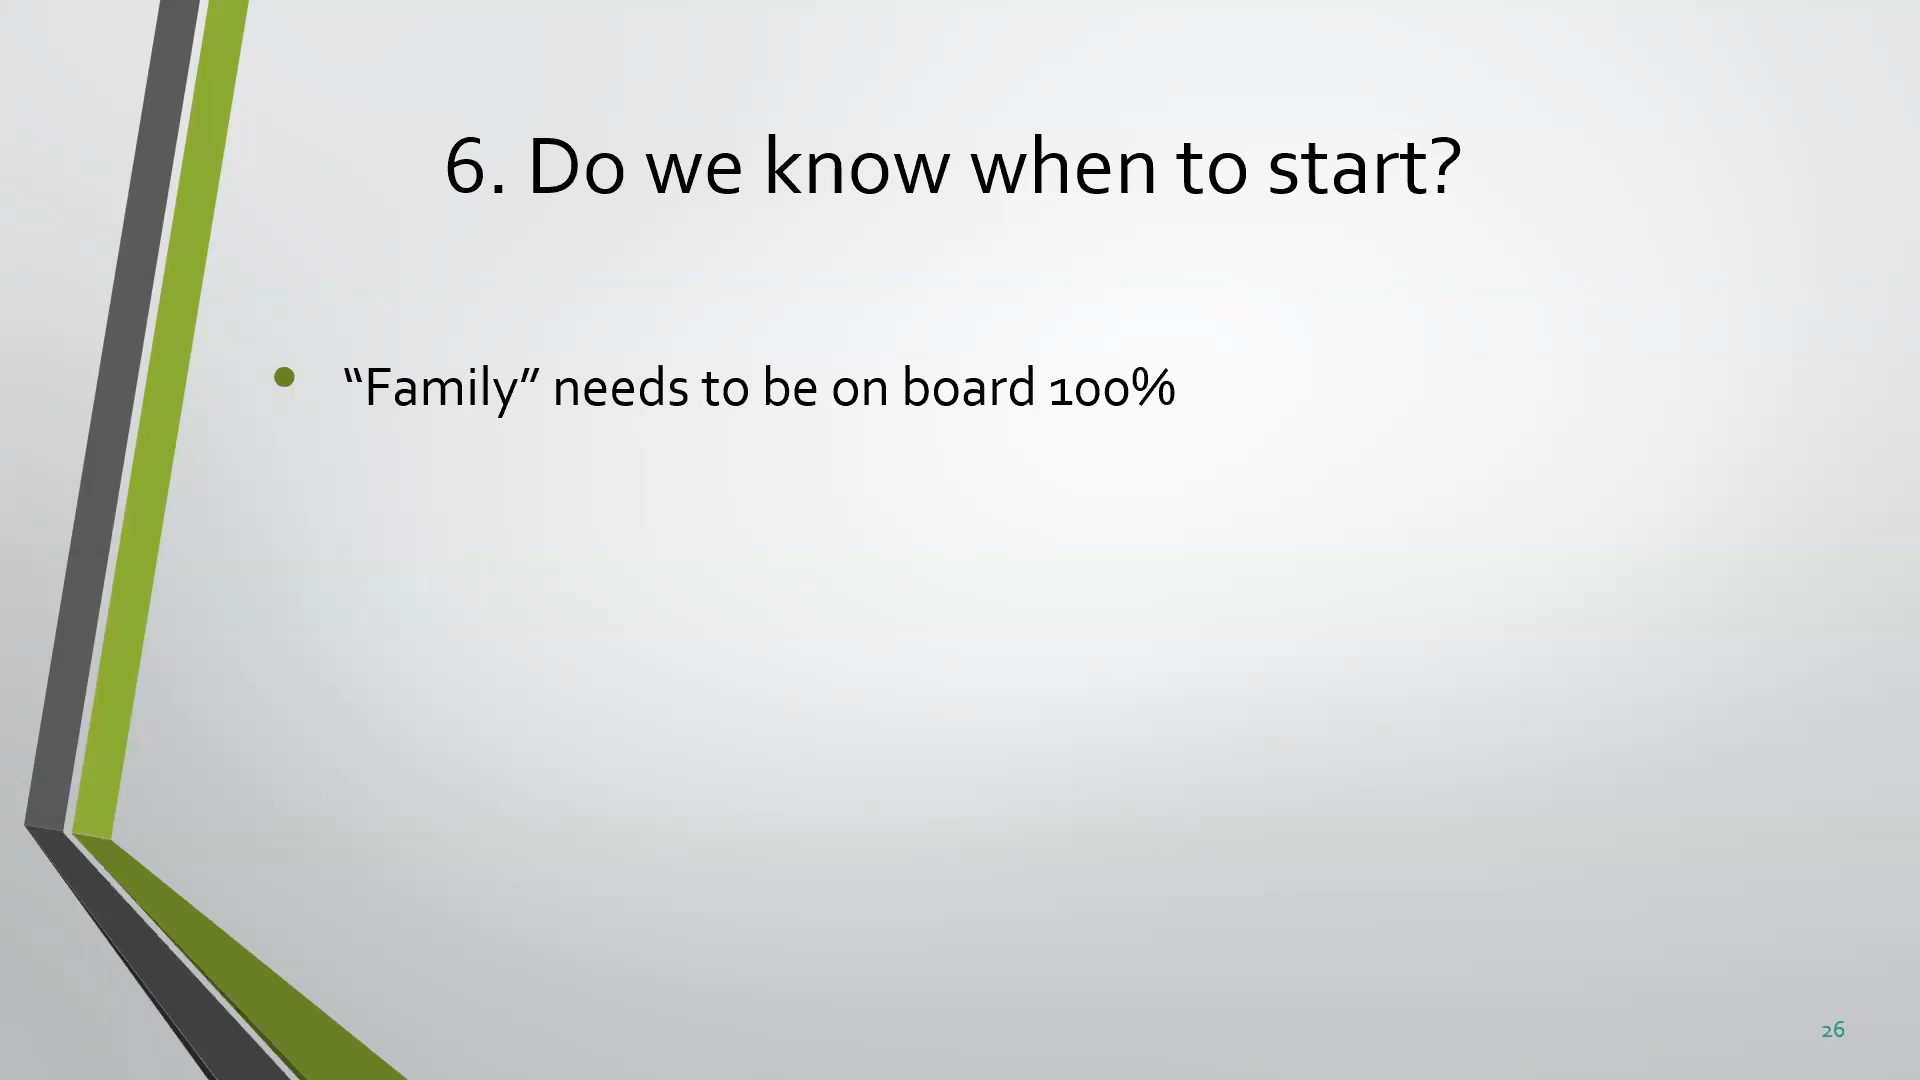 6. Do we know when to start?
• “Family” needs to be on board 100%
26